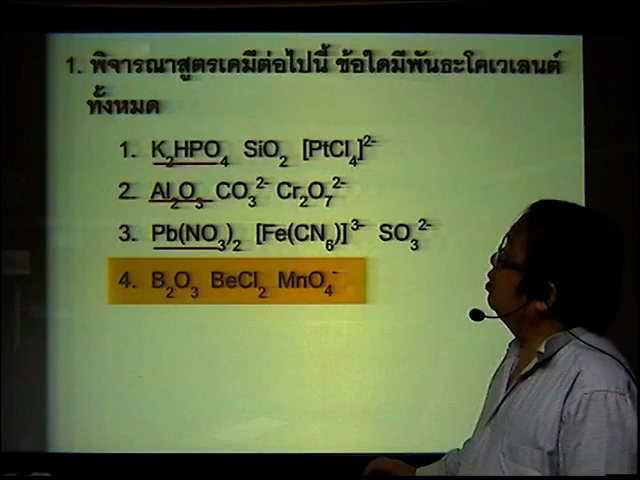 1. พิจารณาสูตรเคมีต่อไปนี้ ข้อใดมีพันธะโคเวเลนต์
ทั้งหมด
1. K₂HPO₄ SiO₂ [PtCl₄]²⁻
2. Al₂O₃ CO₃²⁻ Cr₂O₇²⁻
3. Pb(NO₃)₂ [Fe(CN₆)]³⁻ SO₃²⁻
4. B₂O₃ BeCl₂ MnO₄⁻